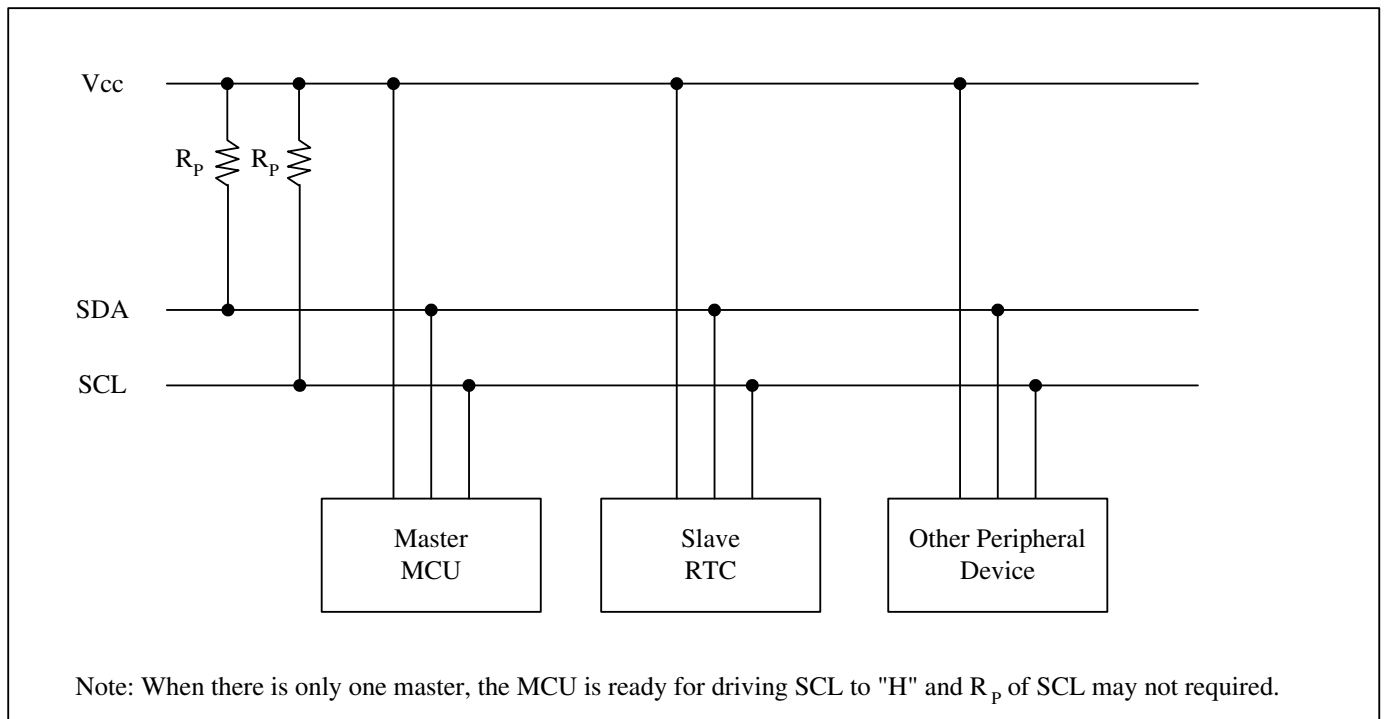 Vcc
R_P R_P
SDA
SCL
Master
MCU
Slave
RTC
Other Peripheral
Device
Note: When there is only one master, the MCU is ready for driving SCL to "H" and R_P of SCL may not required.